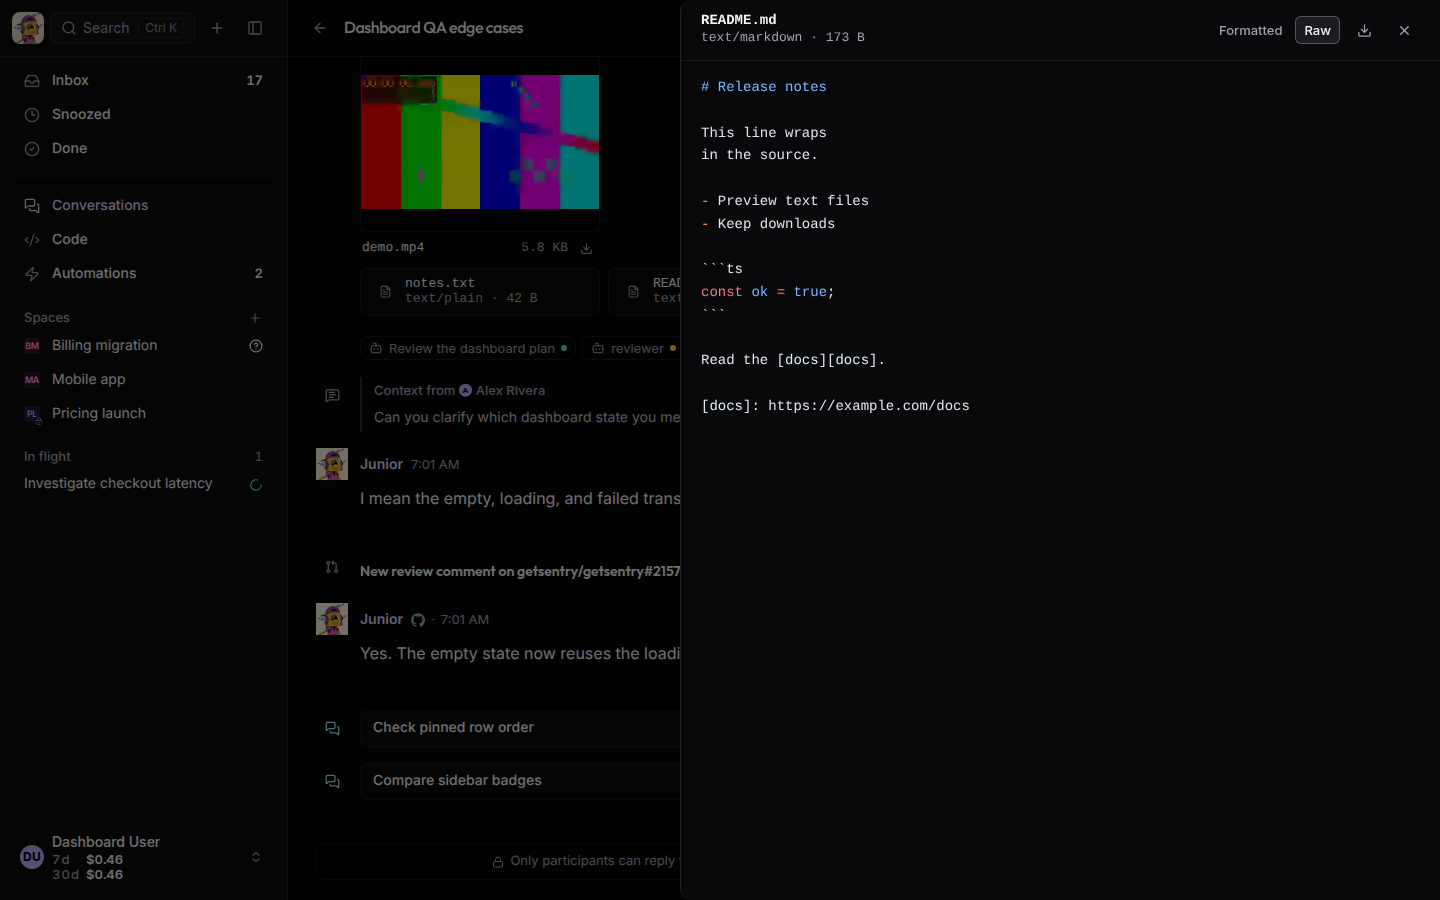 Search Ctrl K
Inbox 17
Snoozed
Done
Conversations
Code
Automations 2
Spaces
BM Billing migration
MA Mobile app
PL Pricing launch
In flight 1
Investigate checkout latency
DU Dashboard User
7d $0.46
30d $0.46
Dashboard QA edge cases
demo.mp4 5.8 KB
notes.txt
text/plain · 42 B
READ
text
Review the dashboard plan
reviewer
Context from A Alex Rivera
Can you clarify which dashboard state you me
Junior 7:01 AM
I mean the empty, loading, and failed trans
New review comment on getsentry/getsentry#2157
Junior · 7:01 AM
Yes. The empty state now reuses the loadi
Check pinned row order
Compare sidebar badges
Only participants can reply
README.md
text/markdown · 173 B
Formatted Raw
# Release notes
This line wraps
in the source.
- Preview text files
- Keep downloads
```ts
const ok = true;
```
Read the [docs][docs].
[docs]: https://example.com/docs